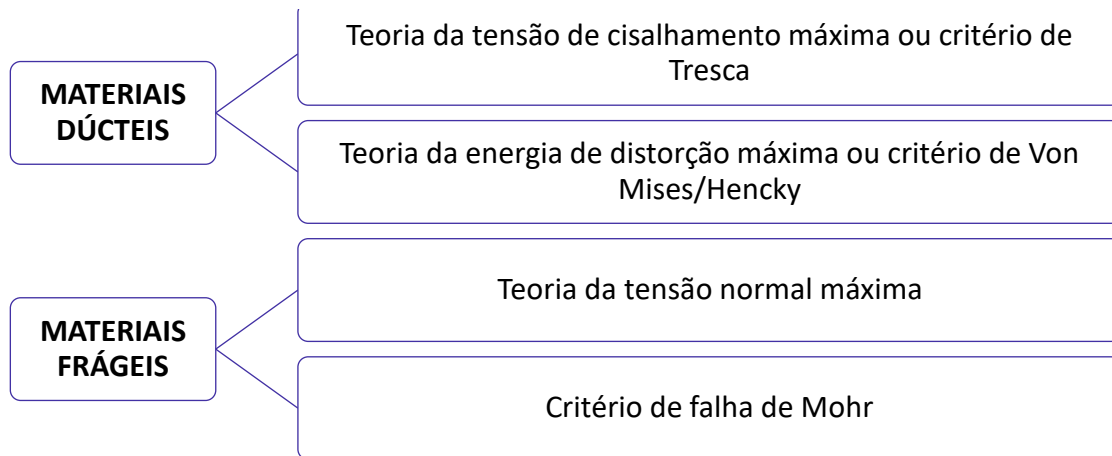 MATERIAIS
DÚCTEIS
Teoria da tensão de cisalhamento máxima ou critério de
Tresca
Teoria da energia de distorção máxima ou critério de Von
Mises/Hencky
MATERIAIS
FRÁGEIS
Teoria da tensão normal máxima
Critério de falha de Mohr